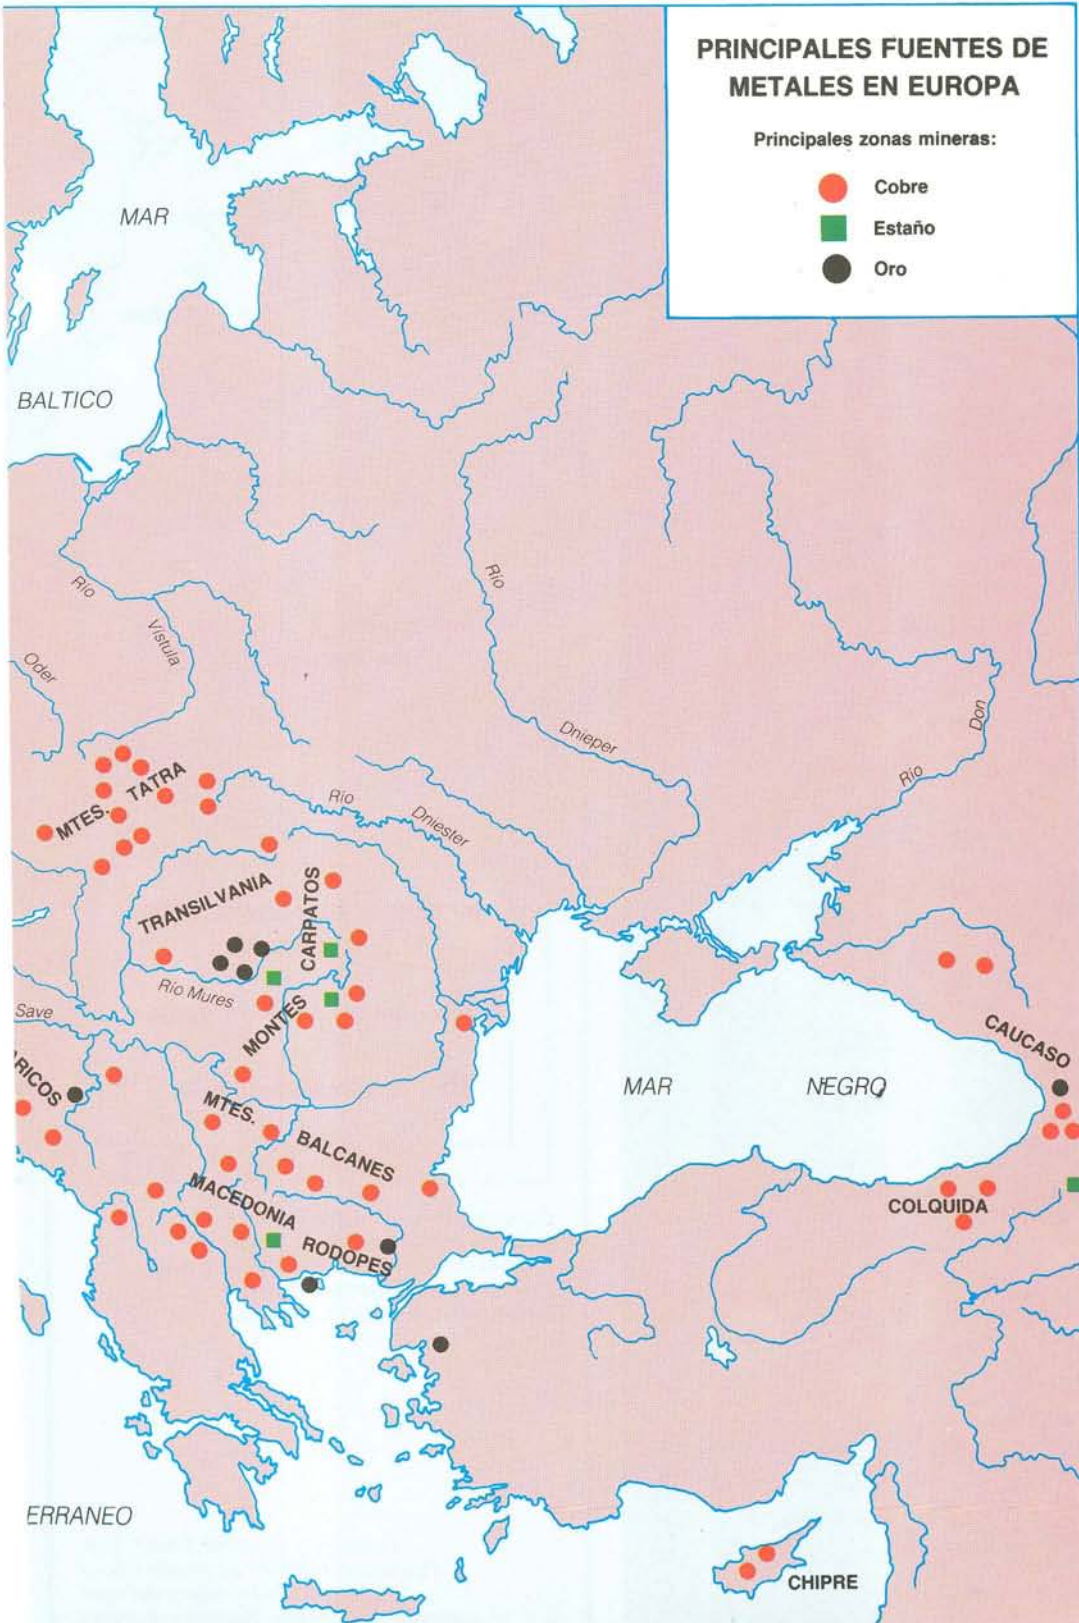 PRINCIPALES FUENTES DE
METALES EN EUROPA
Principales zonas mineras:
Cobre
Estaño
Oro
MAR
BALTICO
Río
Vístula
Oder
Río
Dnieper
Don
Río
MTES. TATRA
Río
Dniester
TRANSILVANIA
CARPATOS
Río Mures
MONTES
Save
ARICOS
CAUCASO
MAR NEGRO
MTES.
BALCANES
MACEDONIA
RODOPES
COLQUIDA
ERRANEO
CHIPRE